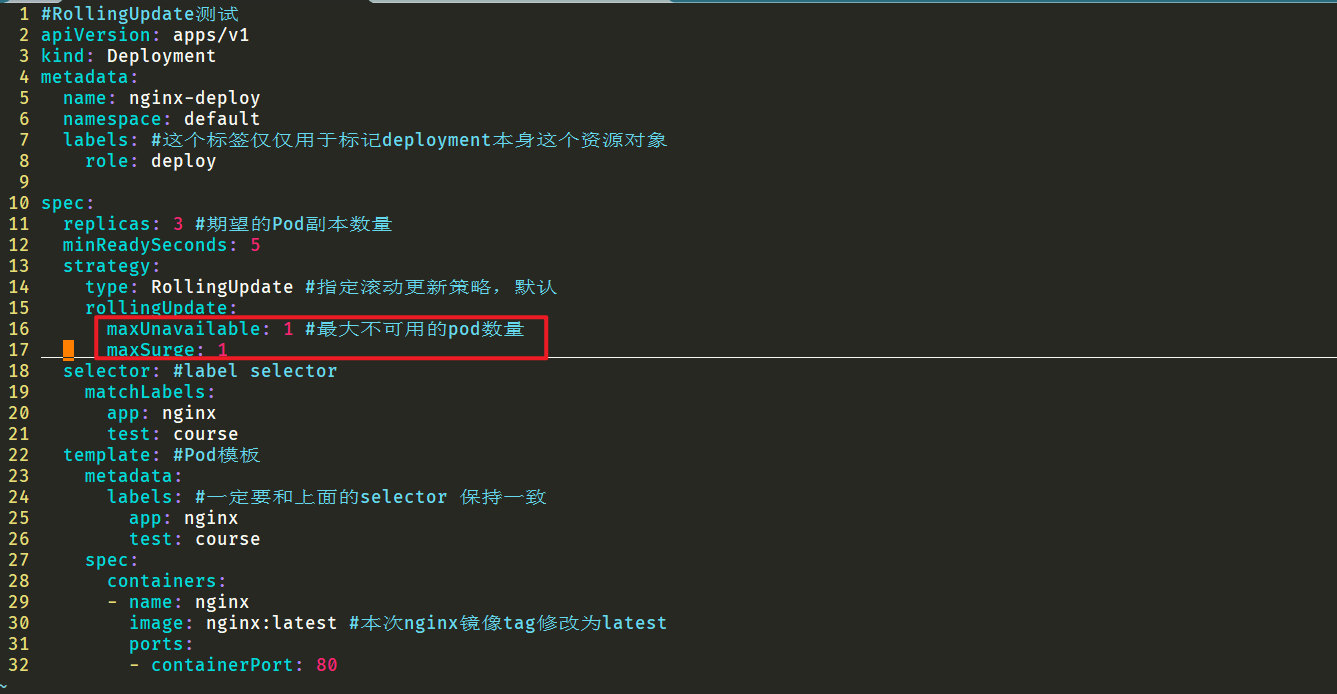 1 #RollingUpdate测试
2 apiVersion: apps/v1
3 kind: Deployment
4 metadata:
5   name: nginx-deploy
6   namespace: default
7   labels: #这个标签仅仅用于标记deployment本身这个资源对象
8     role: deploy
9
10 spec:
11   replicas: 3 #期望的Pod副本数量
12   minReadySeconds: 5
13   strategy:
14     type: RollingUpdate #指定滚动更新策略，默认
15     rollingUpdate:
16       maxUnavailable: 1 #最大不可用的pod数量
17       maxSurge: 1
18   selector: #label selector
19     matchLabels:
20       app: nginx
21       test: course
22   template: #Pod模板
23     metadata:
24       labels: #一定要和上面的selector 保持一致
25         app: nginx
26         test: course
27     spec:
28       containers:
29       - name: nginx
30         image: nginx:latest #本次nginx镜像tag修改为latest
31         ports:
32         - containerPort: 80
~